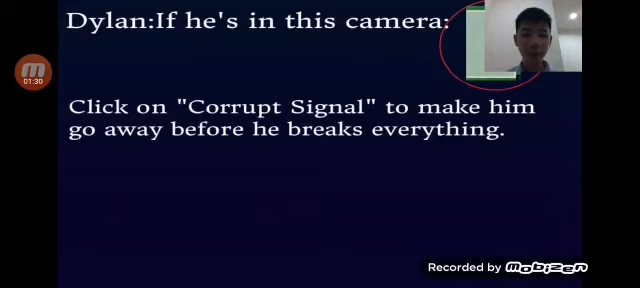 Dylan:If he's in this camera:
01:30
Click on "Corrupt Signal" to make him
go away before he breaks everything.
Recorded by mobizen